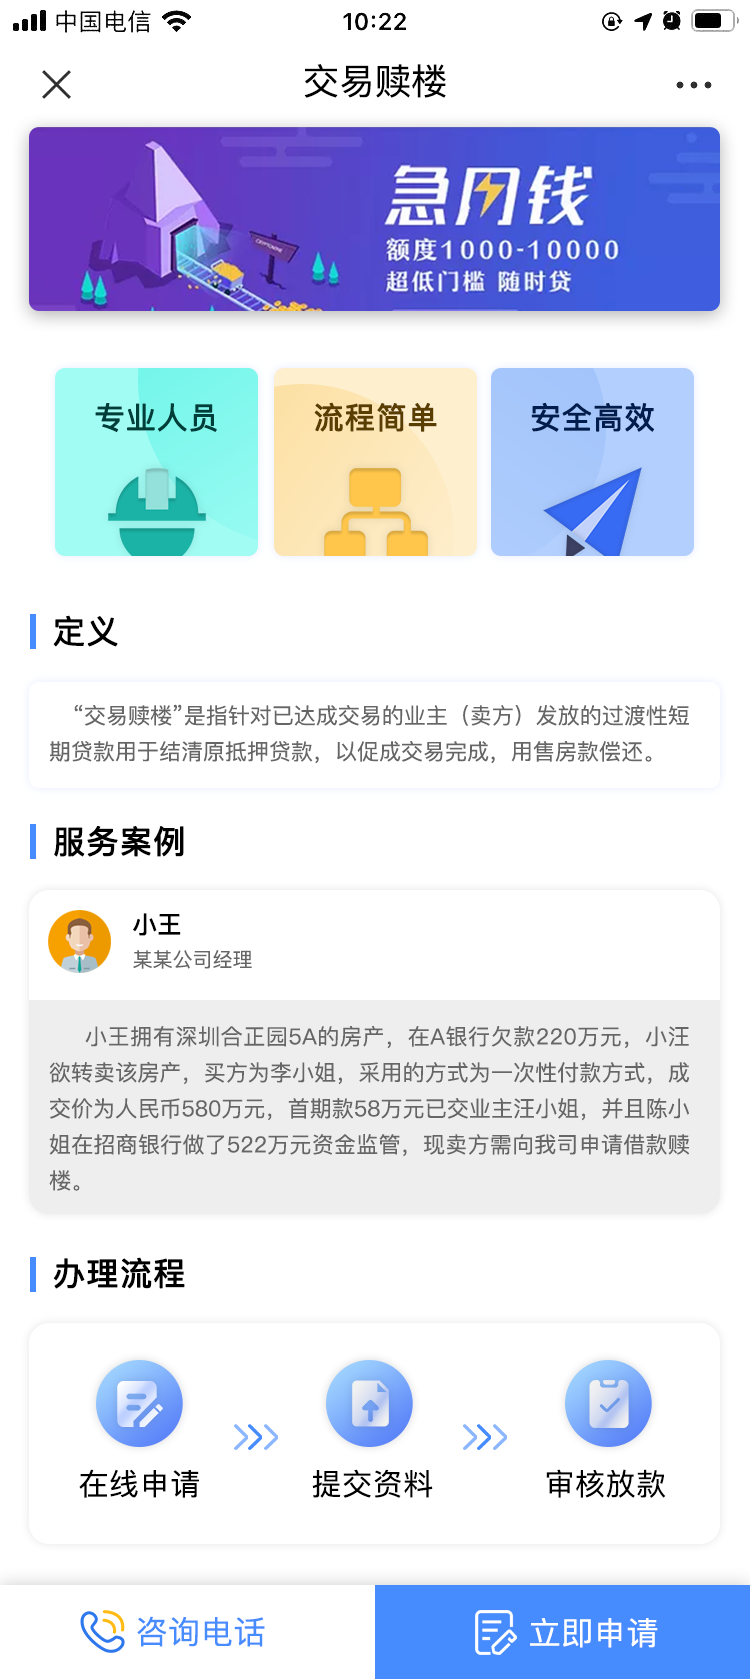 中国电信
10:22
交易赎楼
急用钱
额度1000-10000
超低门槛 随时贷
专业人员
流程简单
安全高效
定义
“交易赎楼”是指针对已达成交易的业主（卖方）发放的过渡性短
期贷款用于结清原抵押贷款，以促成交易完成，用售房款偿还。
服务案例
小王
某某公司经理
小王拥有深圳合正园5A的房产，在A银行欠款220万元，小汪
欲转卖该房产，买方为李小姐，采用的方式为一次性付款方式，成
交价为人民币580万元，首期款58万元已交业主汪小姐，并且陈小
姐在招商银行做了522万元资金监管，现卖方需向我司申请借款赎
楼。
办理流程
在线申请
提交资料
审核放款
咨询电话
立即申请